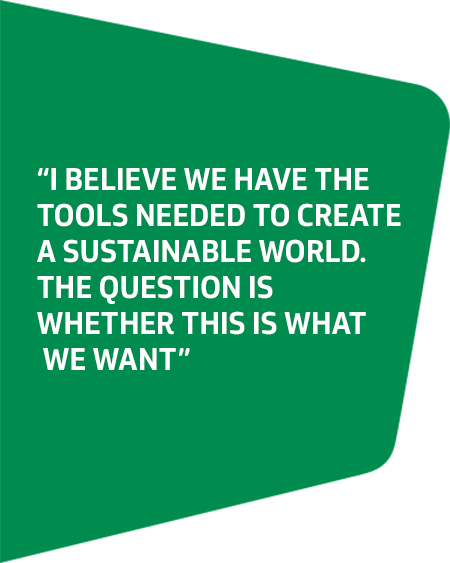 “I BELIEVE WE HAVE THE
TOOLS NEEDED TO CREATE
A SUSTAINABLE WORLD.
THE QUESTION IS
WHETHER THIS IS WHAT
WE WANT”